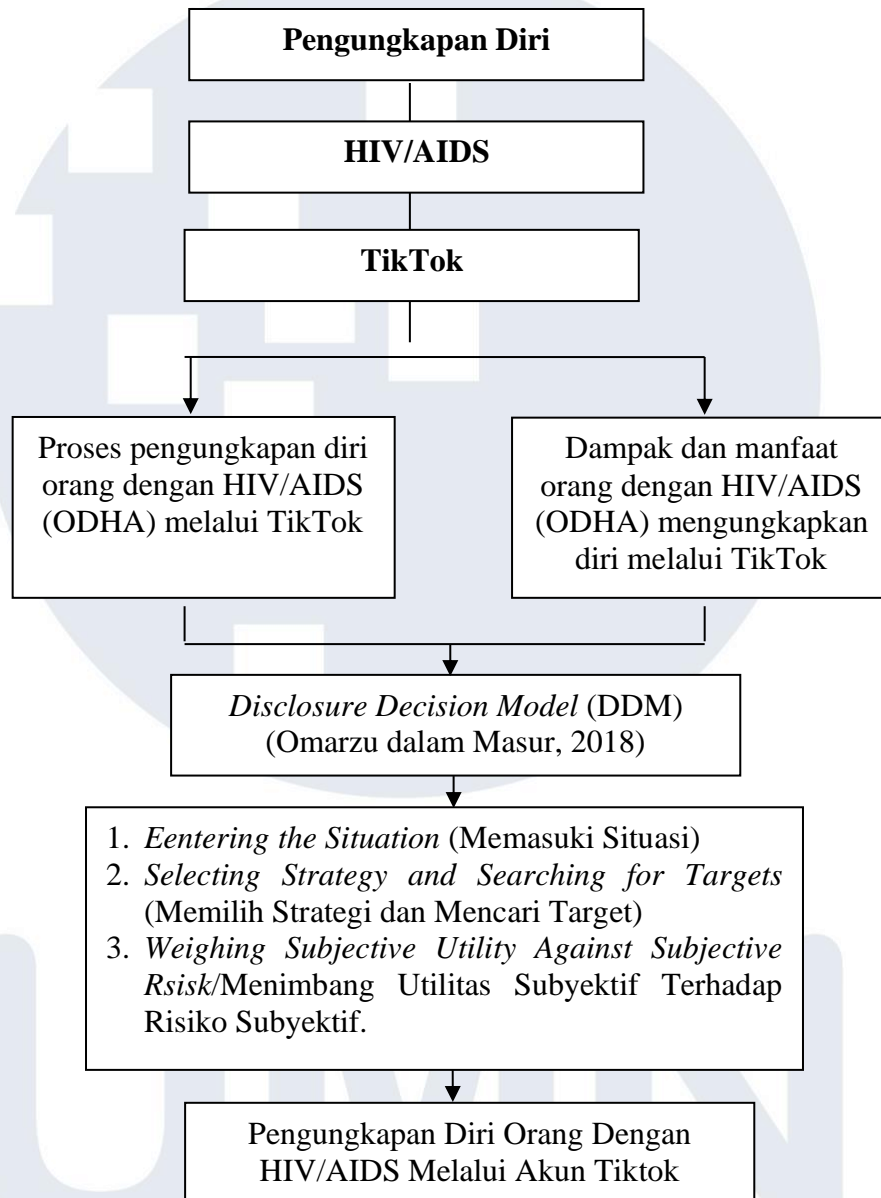 Pengungkapan Diri
HIV/AIDS
TikTok
Proses pengungkapan diri
orang dengan HIV/AIDS
(ODHA) melalui TikTok
Dampak dan manfaat
orang dengan HIV/AIDS
(ODHA) mengungkapkan
diri melalui TikTok
Disclosure Decision Model (DDM)
(Omarzu dalam Masur, 2018)
1. Eentering the Situation (Memasuki Situasi)
2. Selecting Strategy and Searching for Targets
(Memilih Strategi dan Mencari Target)
3. Weighing Subjective Utility Against Subjective
Rsisk/Menimbang Utilitas Subyektif Terhadap
Risiko Subyektif.
Pengungkapan Diri Orang Dengan
HIV/AIDS Melalui Akun Tiktok
UMN